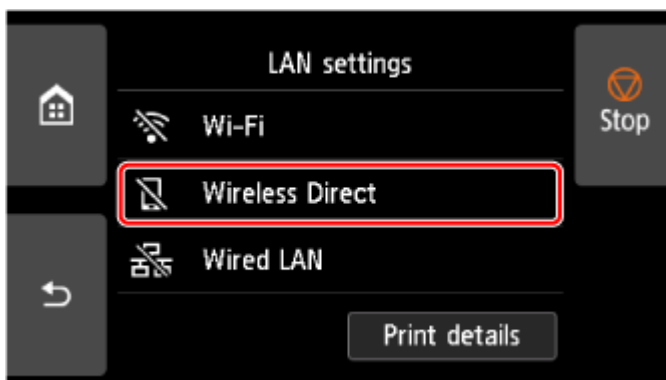 LAN settings
Wi-Fi
Stop
Wireless Direct
Wired LAN
Print details